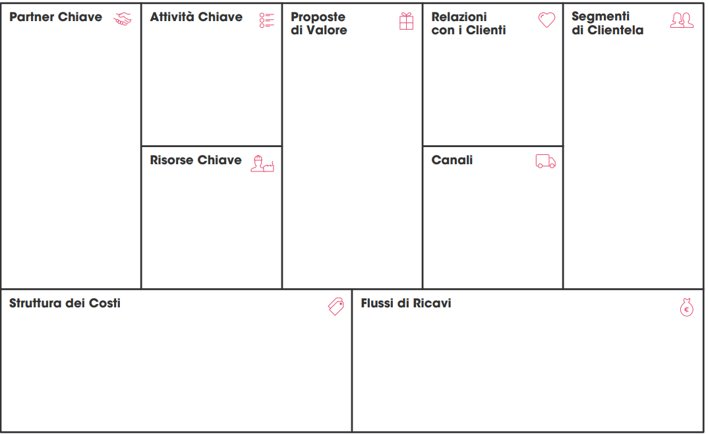 Partner Chiave
Attività Chiave
Proposte
di Valore
Relazioni
con i Clienti
Segmenti
di Clientela
Risorse Chiave
Canali
Struttura dei Costi
Flussi di Ricavi
€